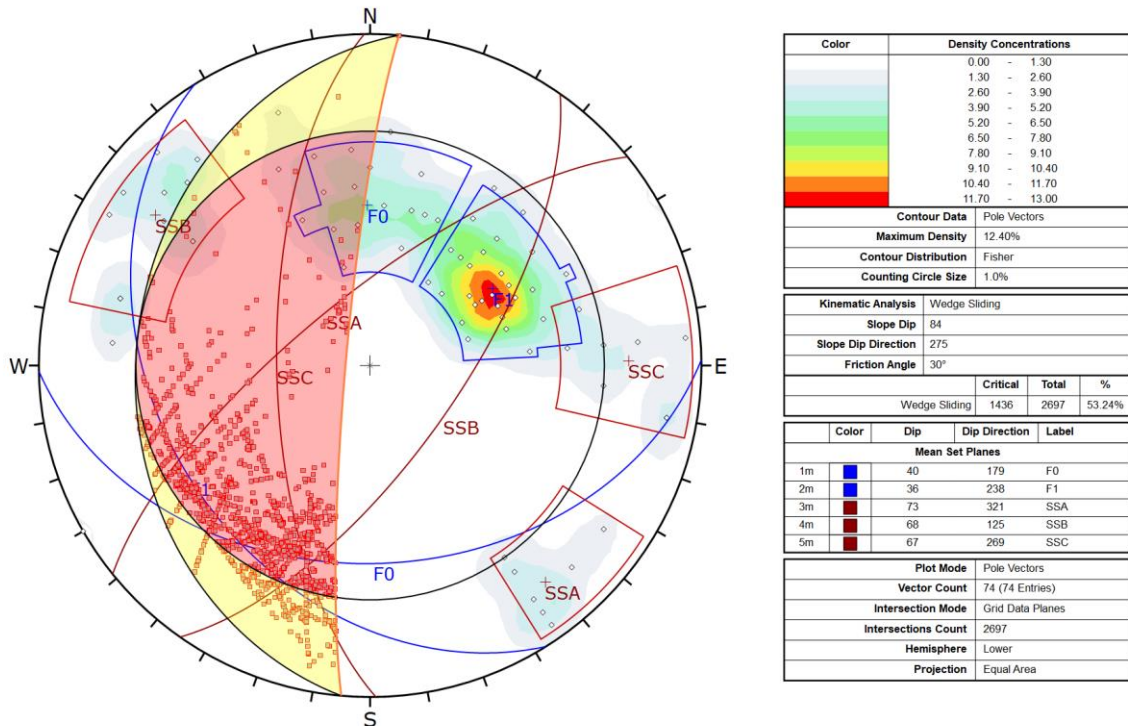 N
W
E
S
F0
F1
SSB
SSA
SSC
SSC
SSB
1
F0
SSA
Color Density Concentrations
0.00 - 1.30
1.30 - 2.60
2.60 - 3.90
3.90 - 5.20
5.20 - 6.50
6.50 - 7.80
7.80 - 9.10
9.10 - 10.40
10.40 - 11.70
11.70 - 13.00
Contour Data Pole Vectors
Maximum Density 12.40%
Contour Distribution Fisher
Counting Circle Size 1.0%
Kinematic Analysis Wedge Sliding
Slope Dip 84
Slope Dip Direction 275
Friction Angle 30°
Critical Total %
Wedge Sliding 1436 2697 53.24%
Color Dip Dip Direction Label
Mean Set Planes
1m 40 179 F0
2m 36 238 F1
3m 73 321 SSA
4m 68 125 SSB
5m 67 269 SSC
Plot Mode Pole Vectors
Vector Count 74 (74 Entries)
Intersection Mode Grid Data Planes
Intersections Count 2697
Hemisphere Lower
Projection Equal Area